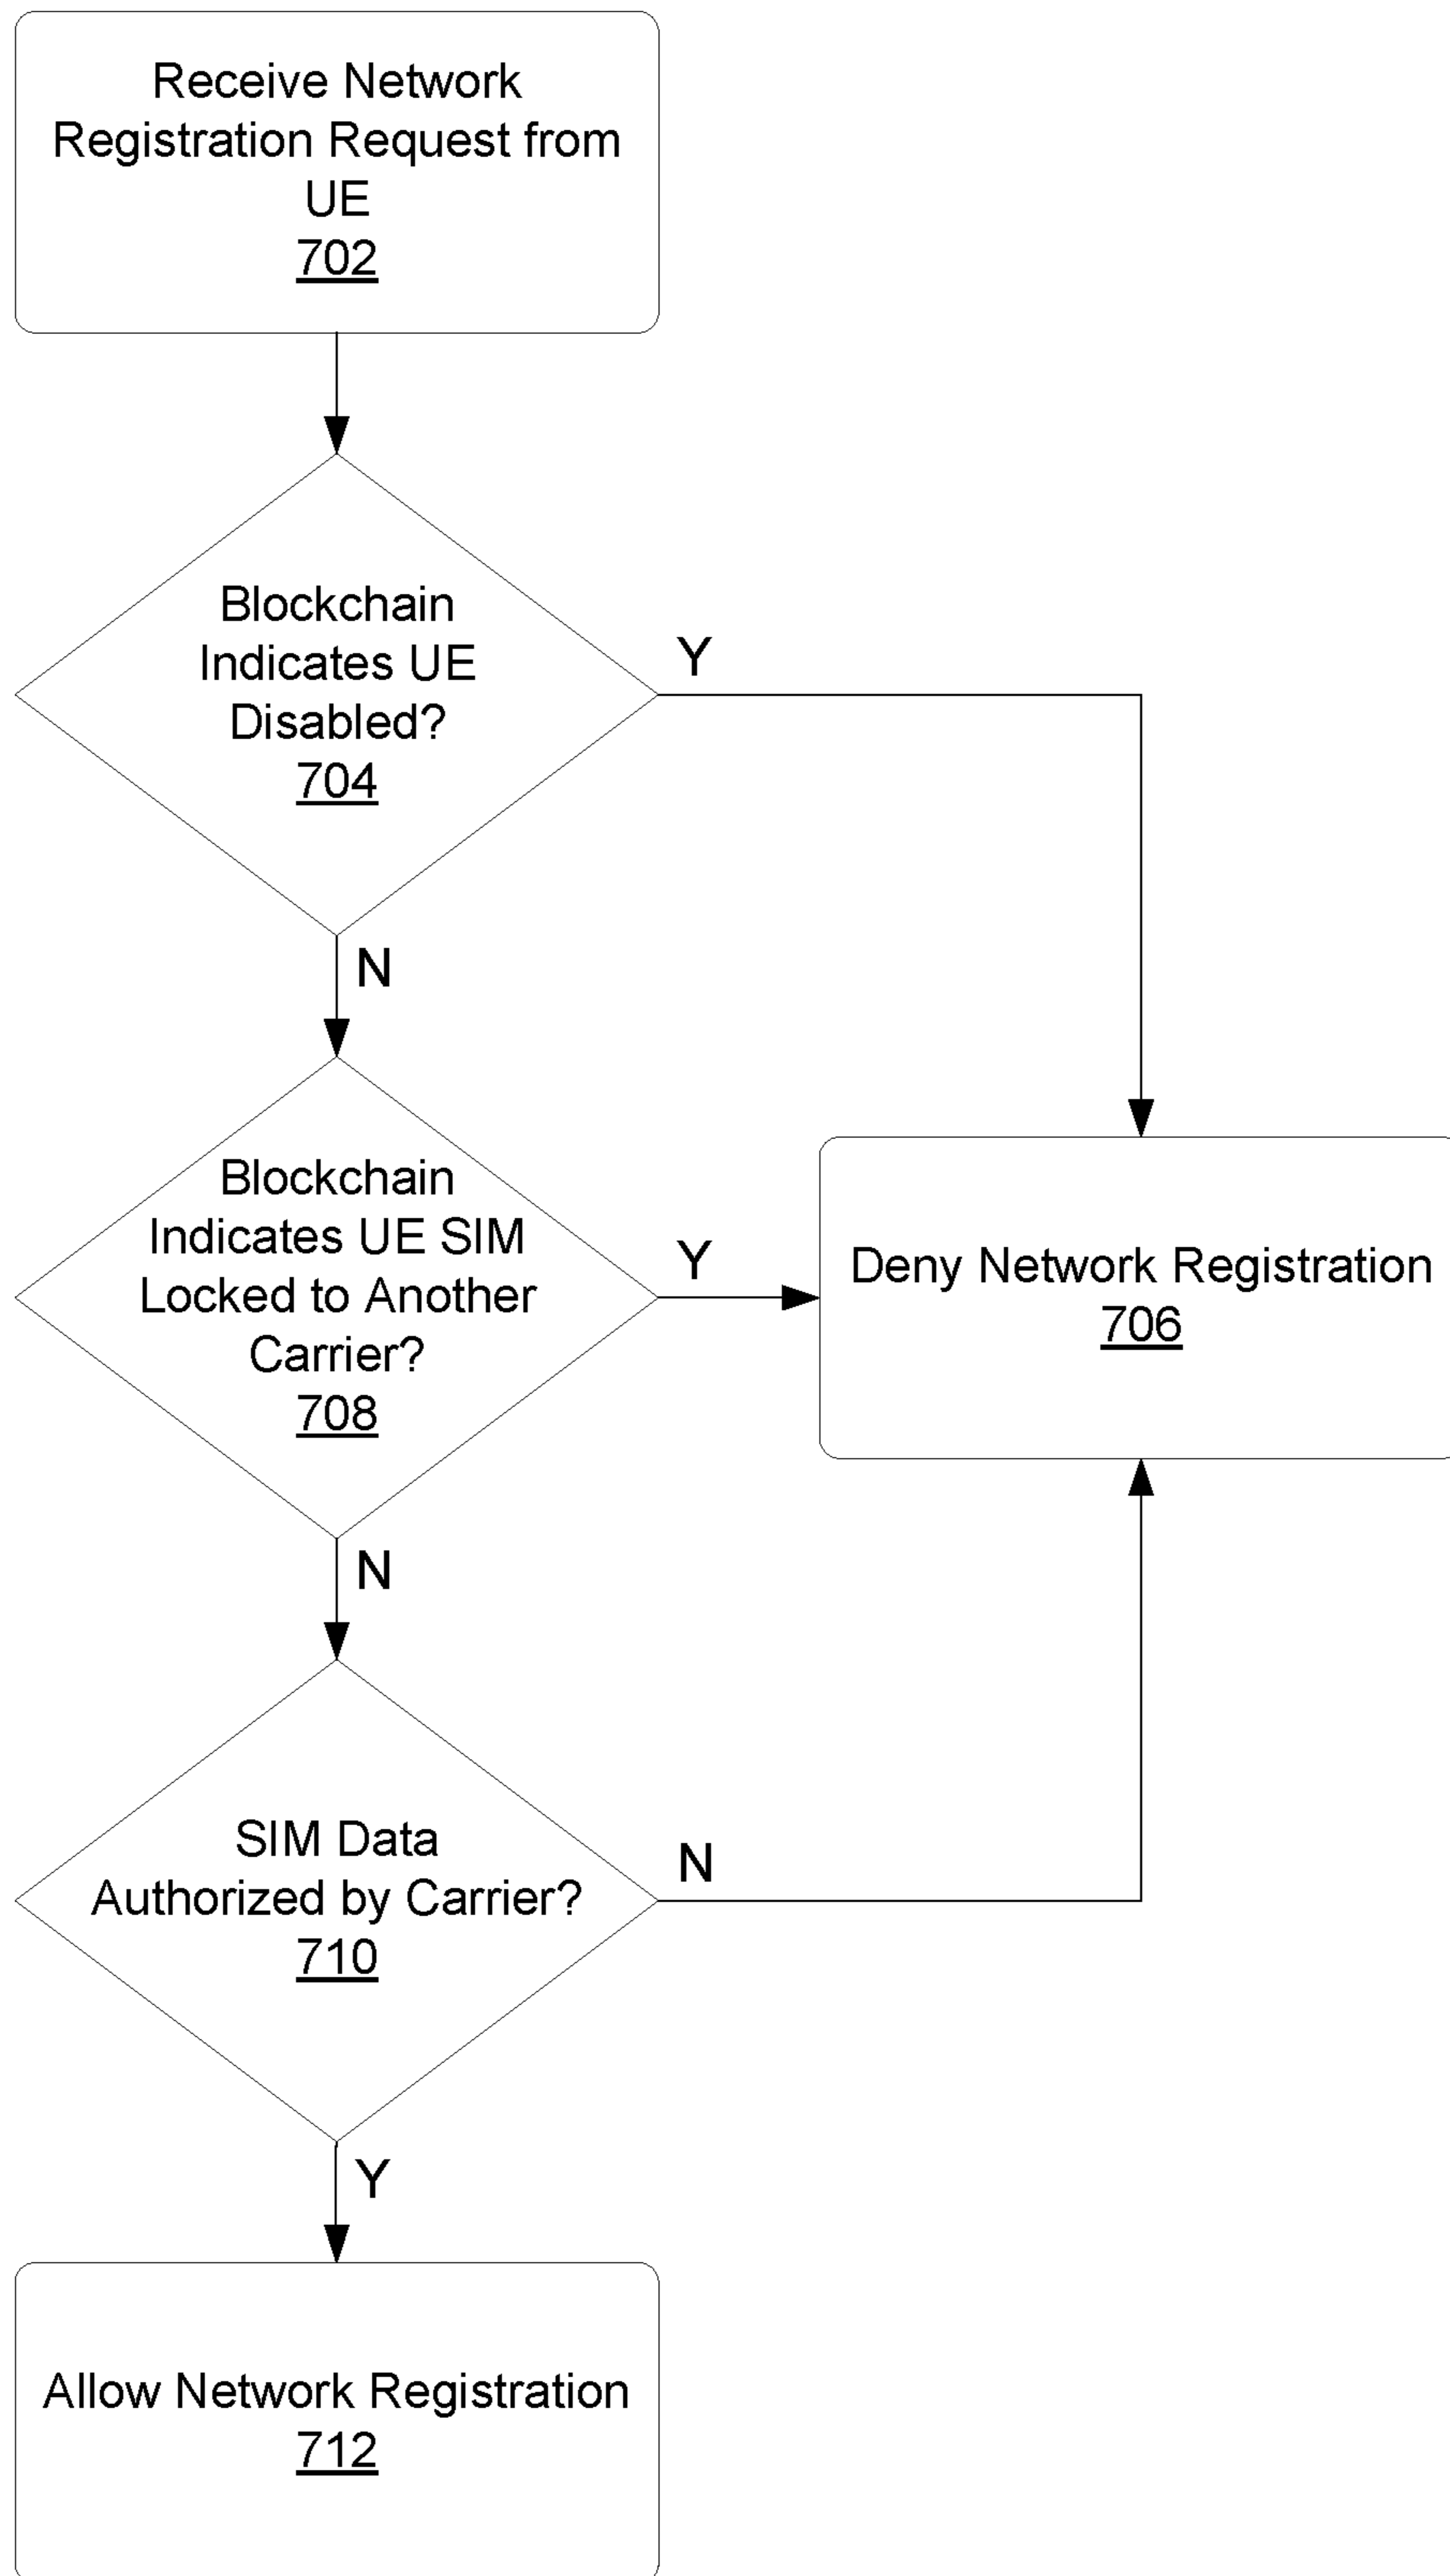 Receive Network
Registration Request from
UE
702
Blockchain
Indicates UE
Disabled?
704
Y
N
Blockchain
Indicates UE SIM
Locked to Another
Carrier?
708
Y
Deny Network Registration
706
N
SIM Data
Authorized by Carrier?
710
N
Y
Allow Network Registration
712